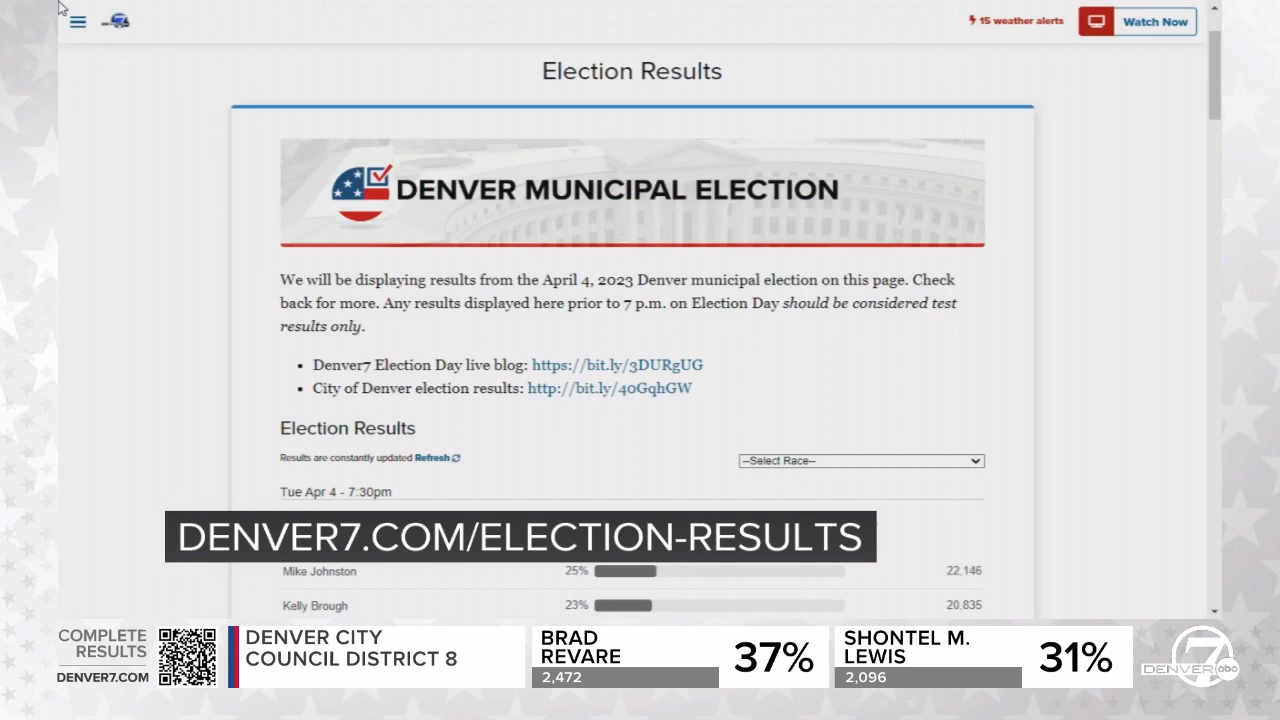 15 weather alerts
Watch Now
Election Results
DENVER MUNICIPAL ELECTION
We will be displaying results from the April 4, 2023 Denver municipal election on this page. Check
back for more. Any results displayed here prior to 7 p.m. on Election Day should be considered test
results only.
• Denver7 Election Day live blog: https://bit.ly/3DURgUG
• City of Denver election results: http://bit.ly/40GqhGW
Election Results
Results are constantly updated Refresh
--Select Race--
Tue Apr 4 - 7:30pm
DENVER7.COM/ELECTION-RESULTS
Mike Johnston 25% 22,146
Kelly Brough 23% 20,835
COMPLETE
RESULTS
DENVER7.COM
DENVER CITY
COUNCIL DISTRICT 8
BRAD
REVARE
37%
2,472
SHONTEL M.
LEWIS
31%
2,096
7
DENVER abc